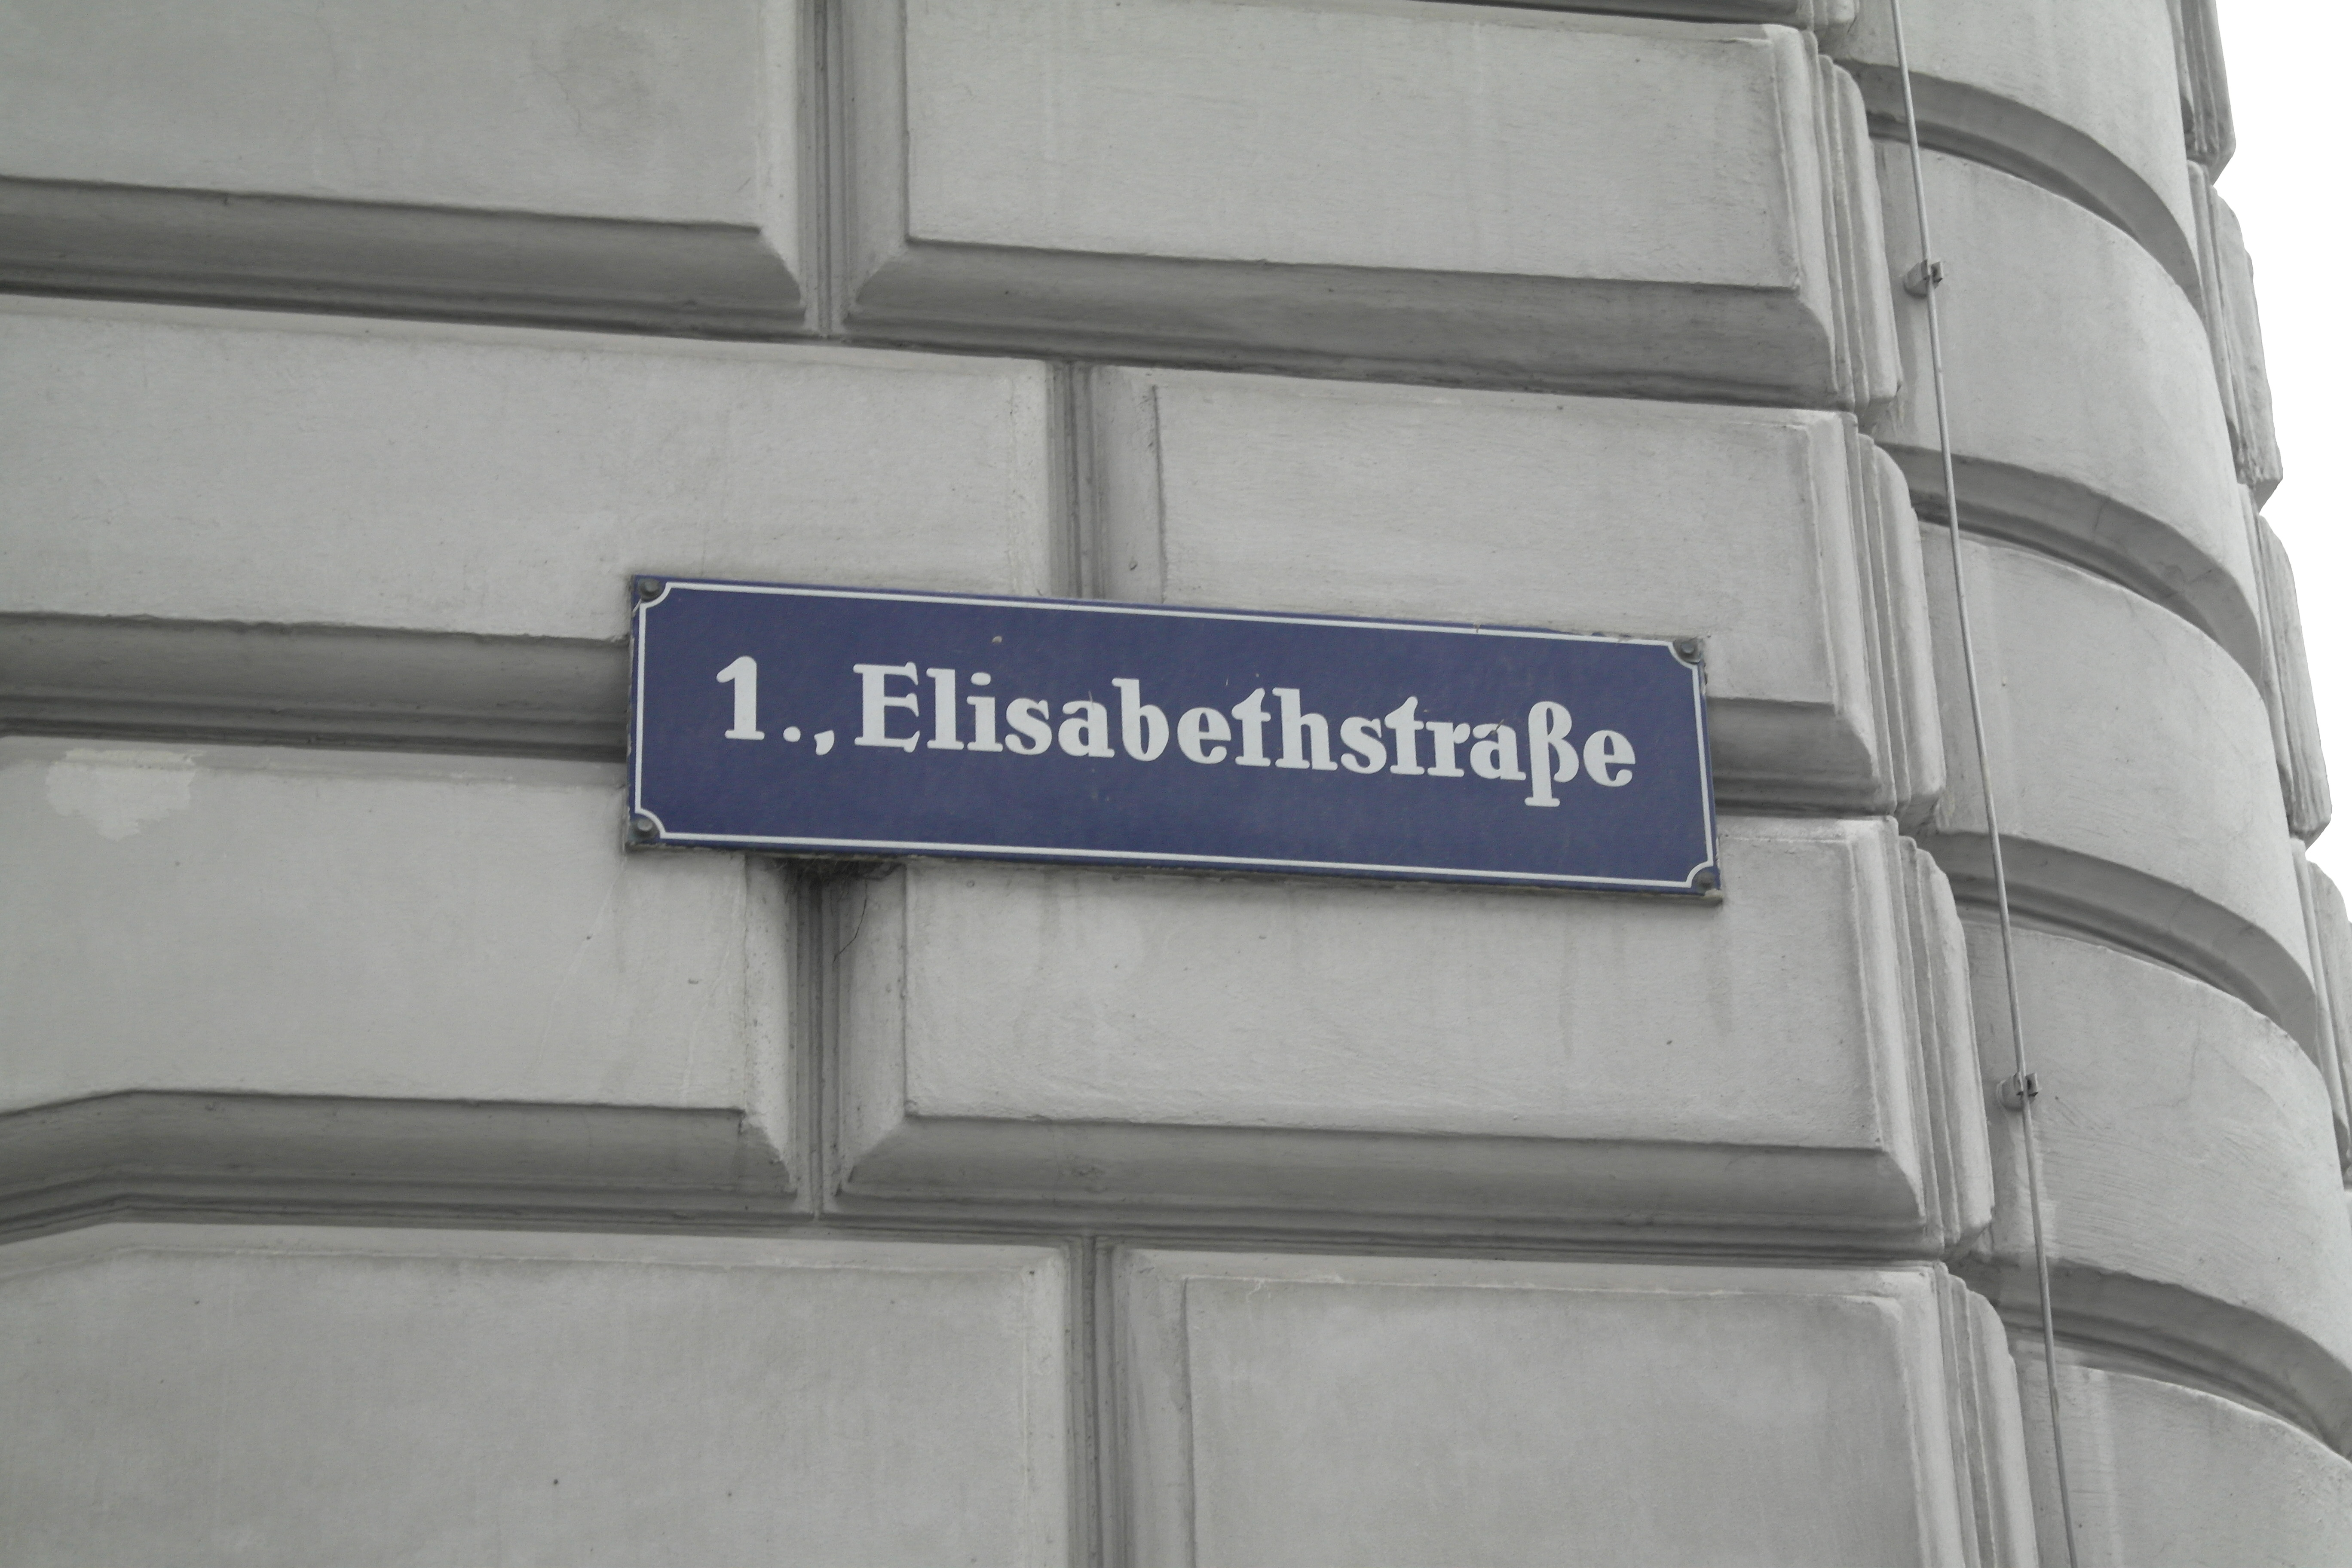 1., Elisabethstraße